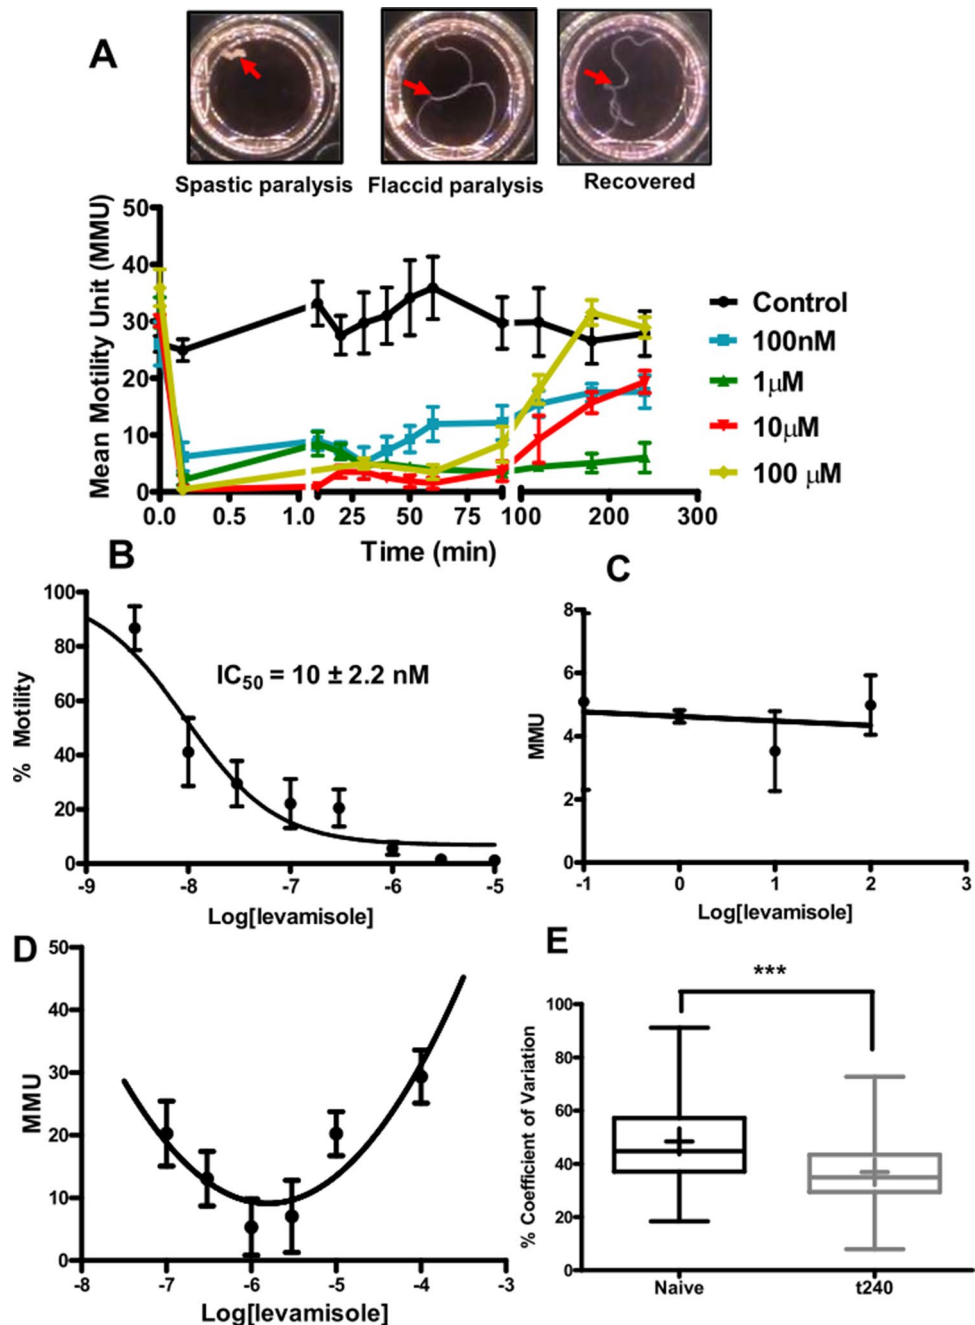 A
Spastic paralysis
Flaccid paralysis
Recovered
Mean Motility Unit (MMU)
50
40
30
20
10
0
0.0
0.5
1.0
25
50
75
100
200
300
Time (min)
Control
100nM
1μM
10μM
100 μM
B
% Motility
100
80
60
40
20
0
IC50 = 10 ± 2.2 nM
-9
-8
-7
-6
-5
Log[levamisole]
C
MMU
8
6
4
2
0
-1
0
1
2
3
Log[levamisole]
D
MMU
50
40
30
20
10
0
-8
-7
-6
-5
-4
-3
Log[levamisole]
E
***
% Coefficient of Variation
100
80
60
40
20
0
Naive
t240